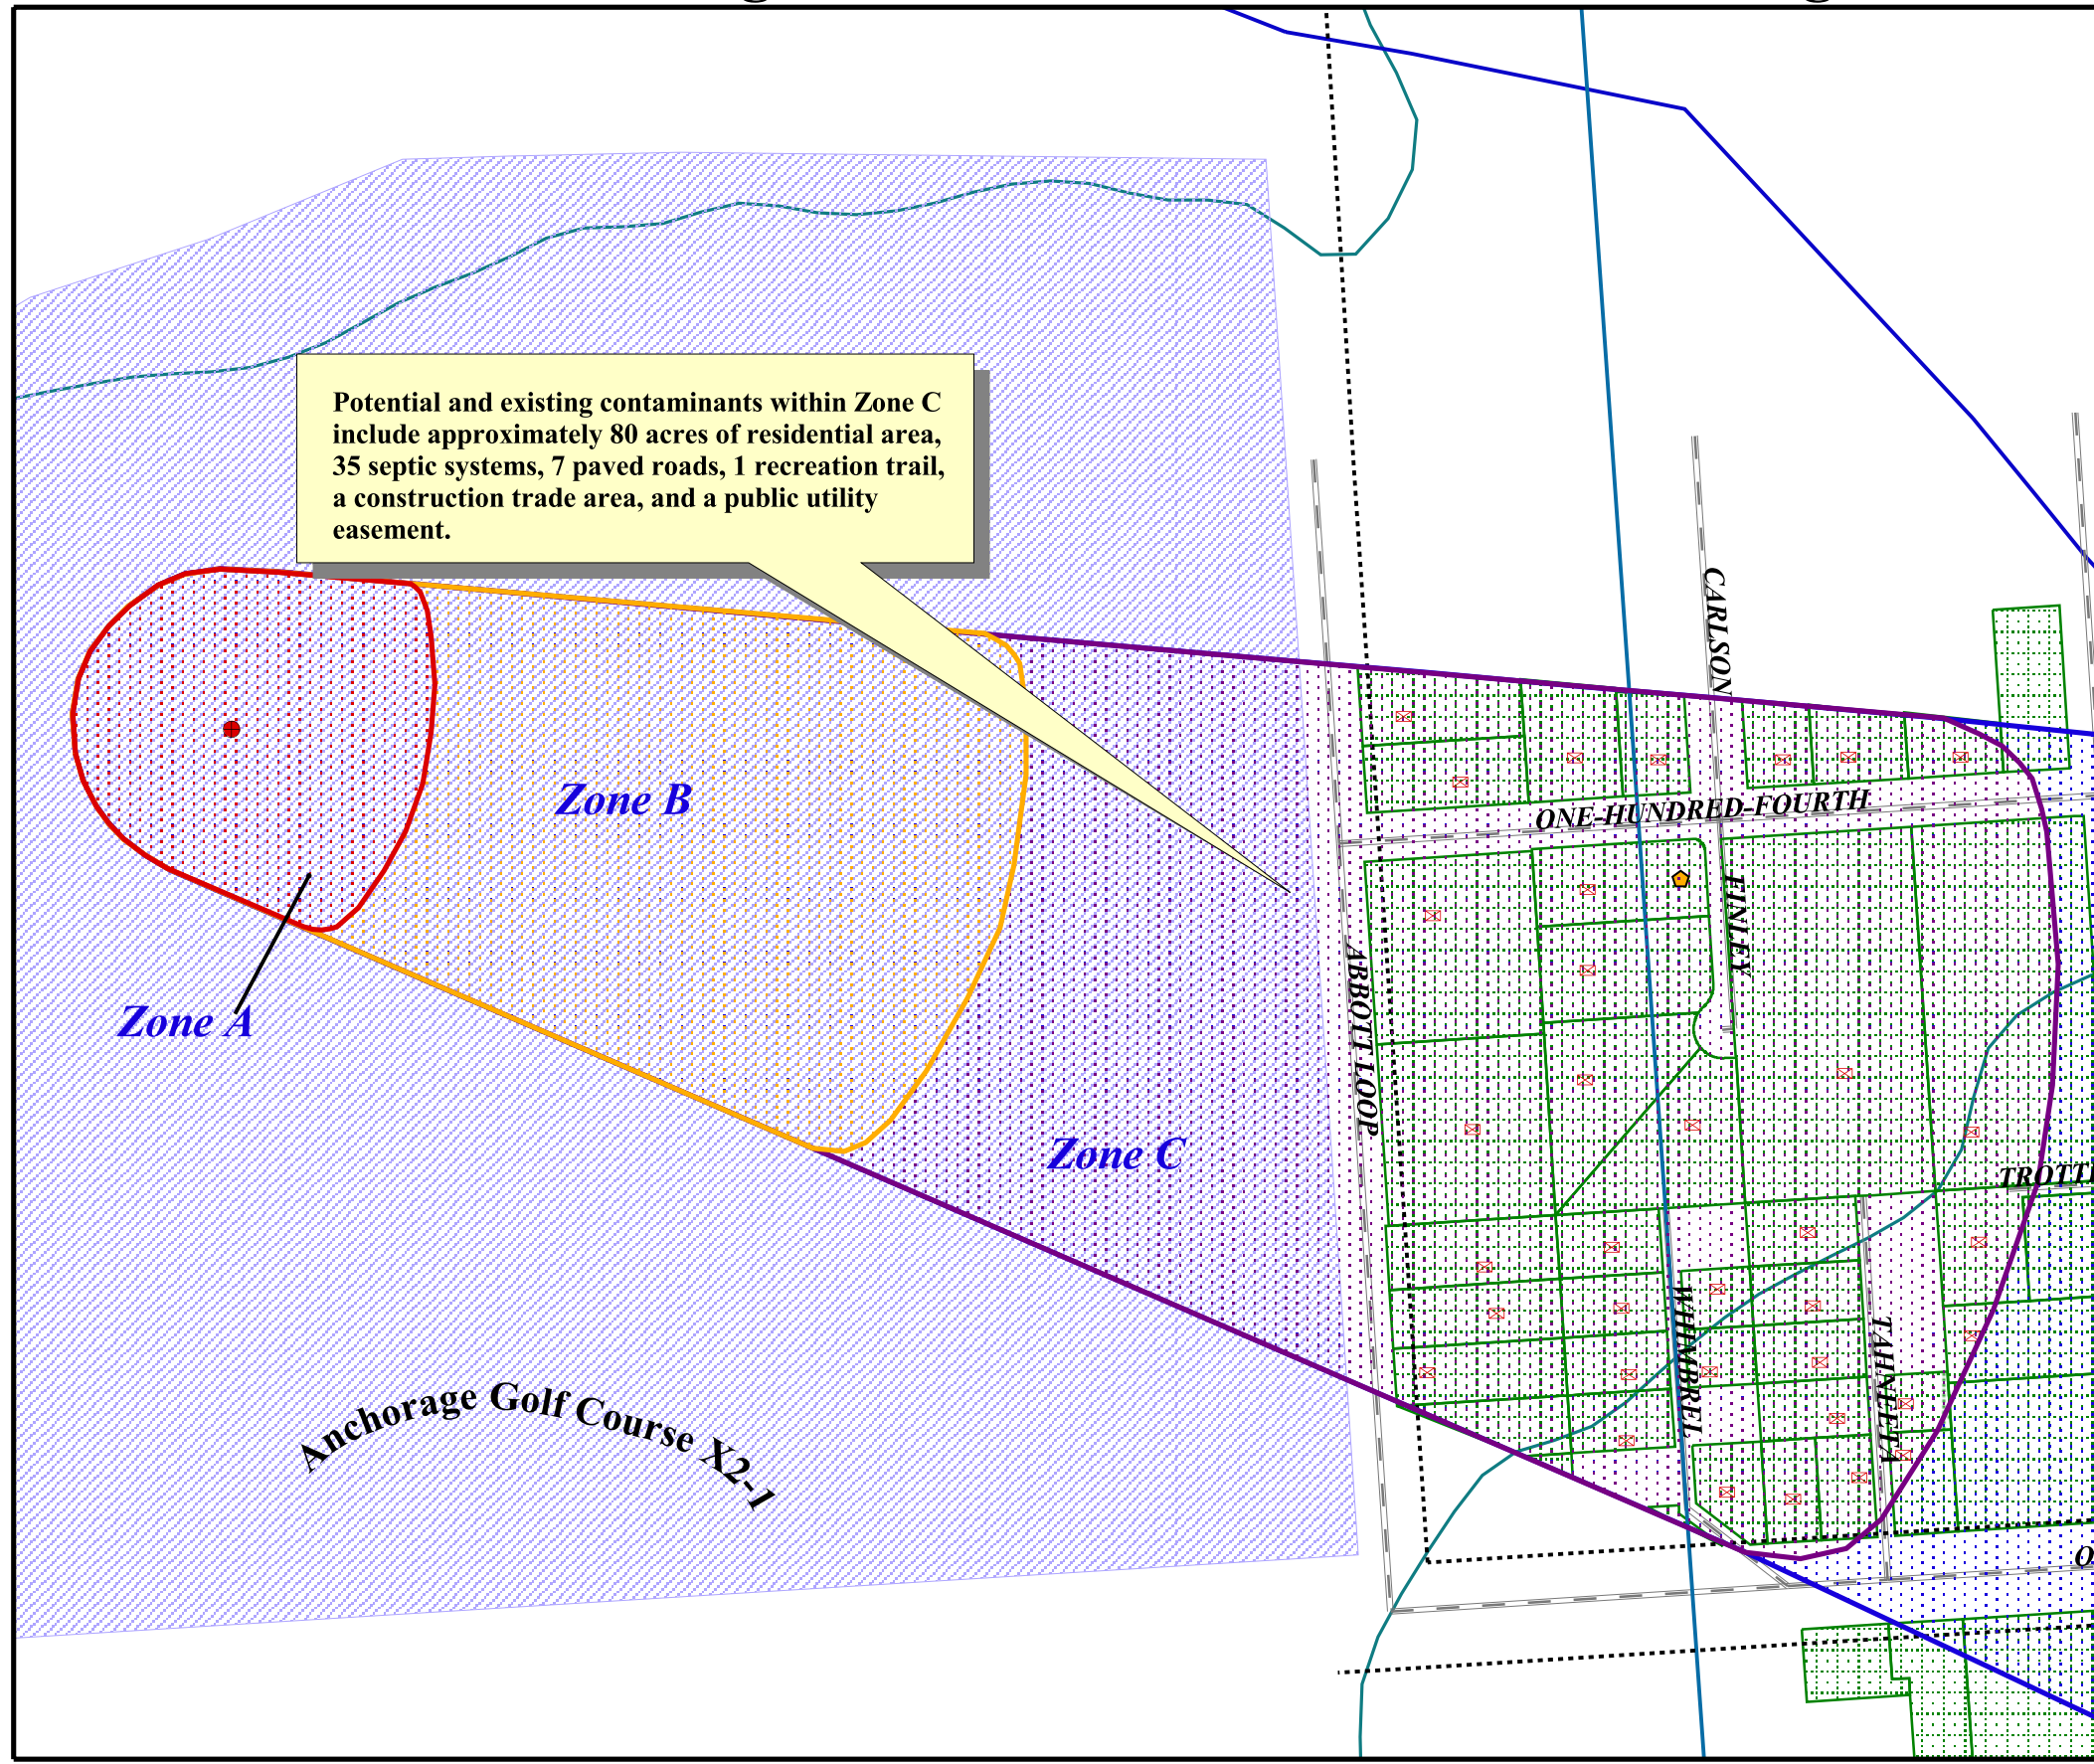 Potential and existing contaminants within Zone C
include approximately 80 acres of residential area,
35 septic systems, 7 paved roads, 1 recreation trail,
a construction trade area, and a public utility
easement.
CARLSON
Zone B
ONE-HUNDRED-FOURTH
FINLEY
Zone A
ABBOTT LOOP
Zone C
WHIMBREL
TAHNEETA
Anchorage Golf Course X2-1